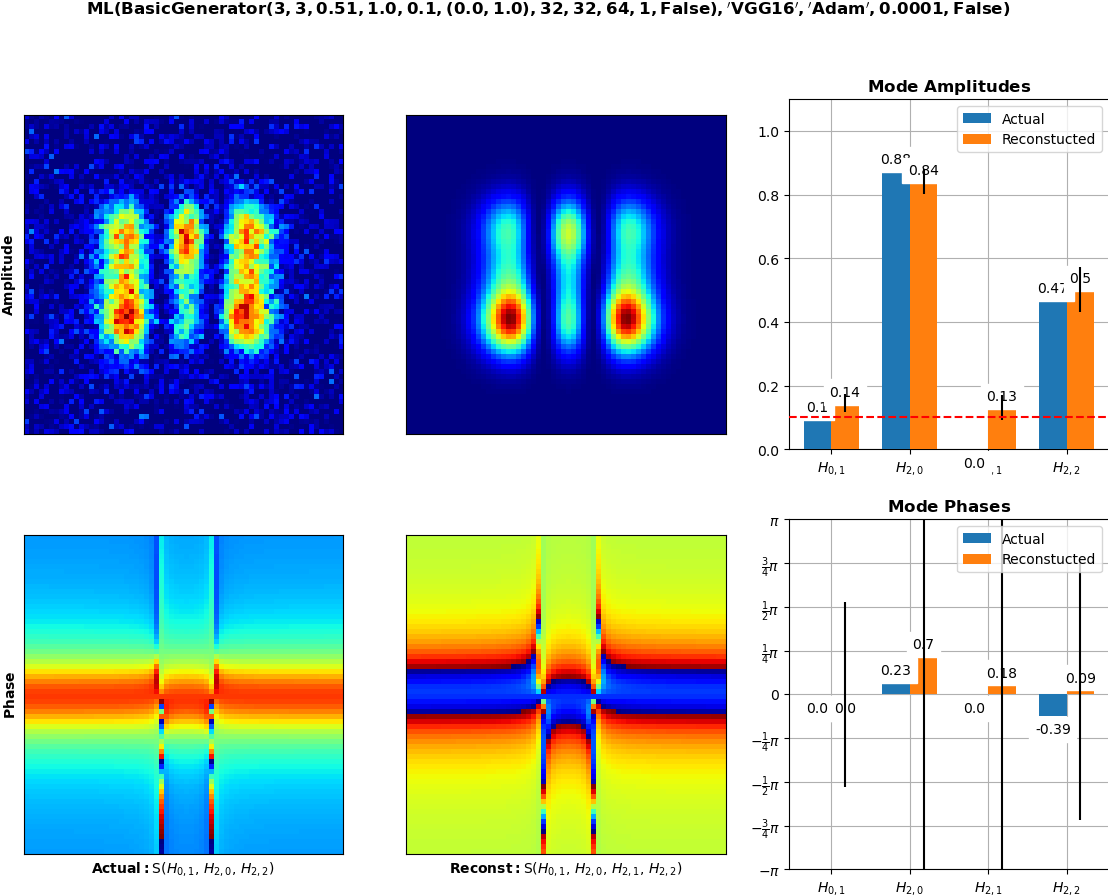 ML(BasicGenerator(3, 3, 0.51, 1.0, 0.1, (0.0, 1.0), 32, 32, 64, 1, False), ′VGG16′, ′Adam′, 0.0001, False)
Amplitude
Mode Amplitudes
Actual
Reconstucted
1.0
0.8
0.6
0.4
0.2
0.0
0.1
0.14
0.84
0.0
0.13
0.47
0.5
H0,1
H2,0
,1
H2,2
Phase
Actual: S(H0,1, H2,0, H2,2)
Reconst: S(H0,1, H2,0, H2,1, H2,2)
Mode Phases
Actual
Reconstucted
π
3/4π
1/2π
1/4π
0
−1/4π
−1/2π
−3/4π
−π
0.0
0.0
0.23
0.7
0.0
0.18
-0.39
0.09
H0,1
H2,0
H2,1
H2,2